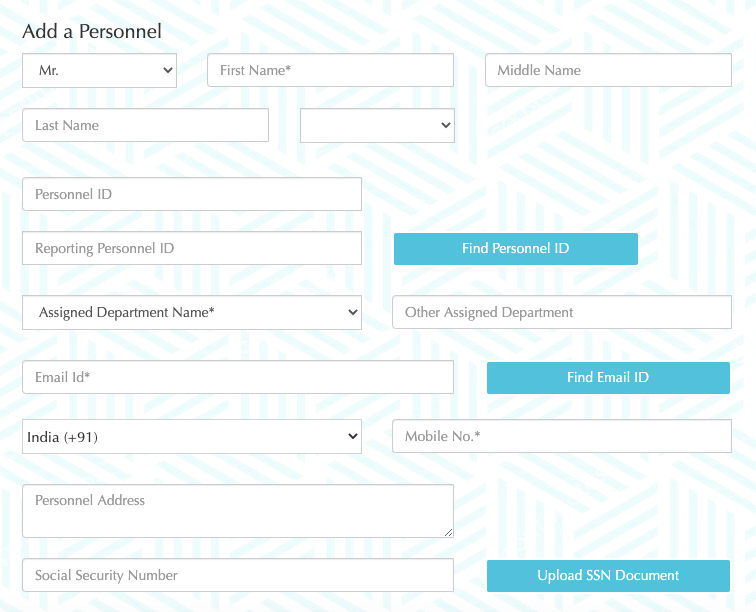 Add a Personnel
Mr. First Name* Middle Name
Last Name
Personnel ID
Reporting Personnel ID Find Personnel ID
Assigned Department Name* Other Assigned Department
Email Id* Find Email ID
India (+91) Mobile No.*
Personnel Address
Social Security Number Upload SSN Document